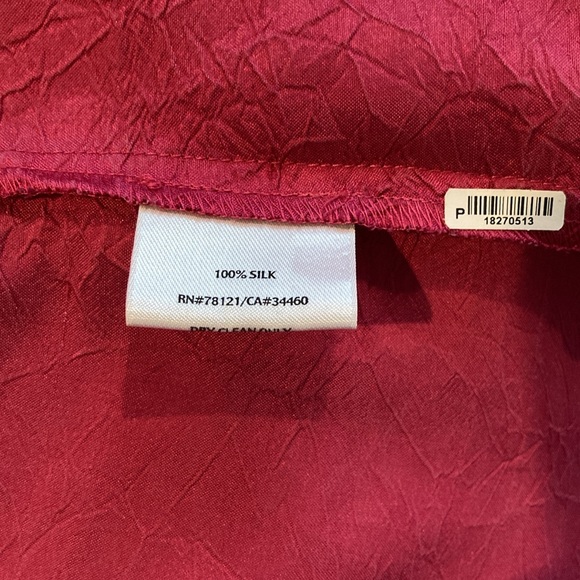 100% SILK
RN#78121/CA#34460
DRY CLEAN ONLY
P
18270513